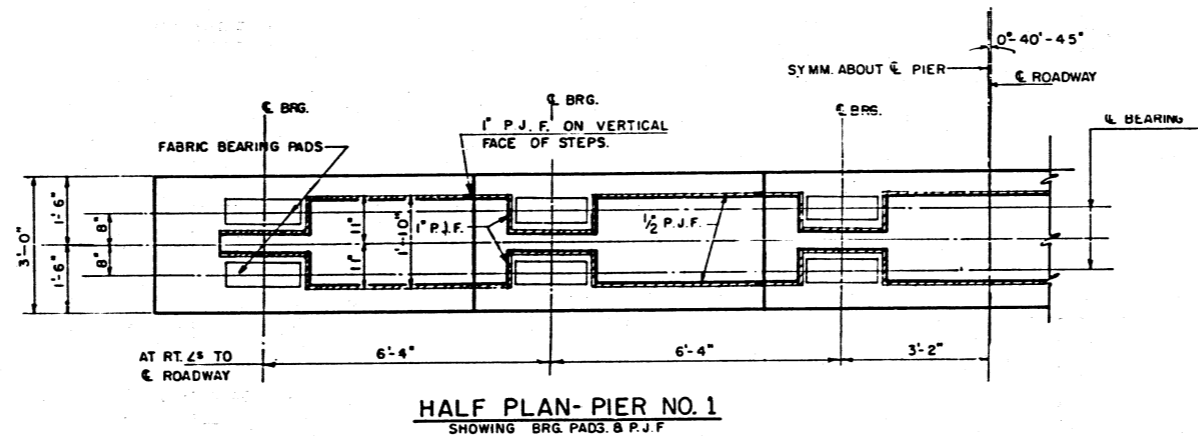 0°-40'-45"
SYMM. ABOUT ℄ PIER
℄ ROADWAY
℄ BRG.
℄ BRG.
℄ BRG.
℄ BEARING
1" P.J.F. ON VERTICAL
FACE OF STEPS.
FABRIC BEARING PADS
3'-0"
1'-6"
1'-6"
8"
8"
11"
11"
1'-10"
1" P.J.F.
1/2 P.J.F.
AT RT. ∠S TO
℄ ROADWAY
6'-4"
6'-4"
3'-2"
HALF PLAN- PIER NO. 1
SHOWING BRG. PADS. & P.J.F